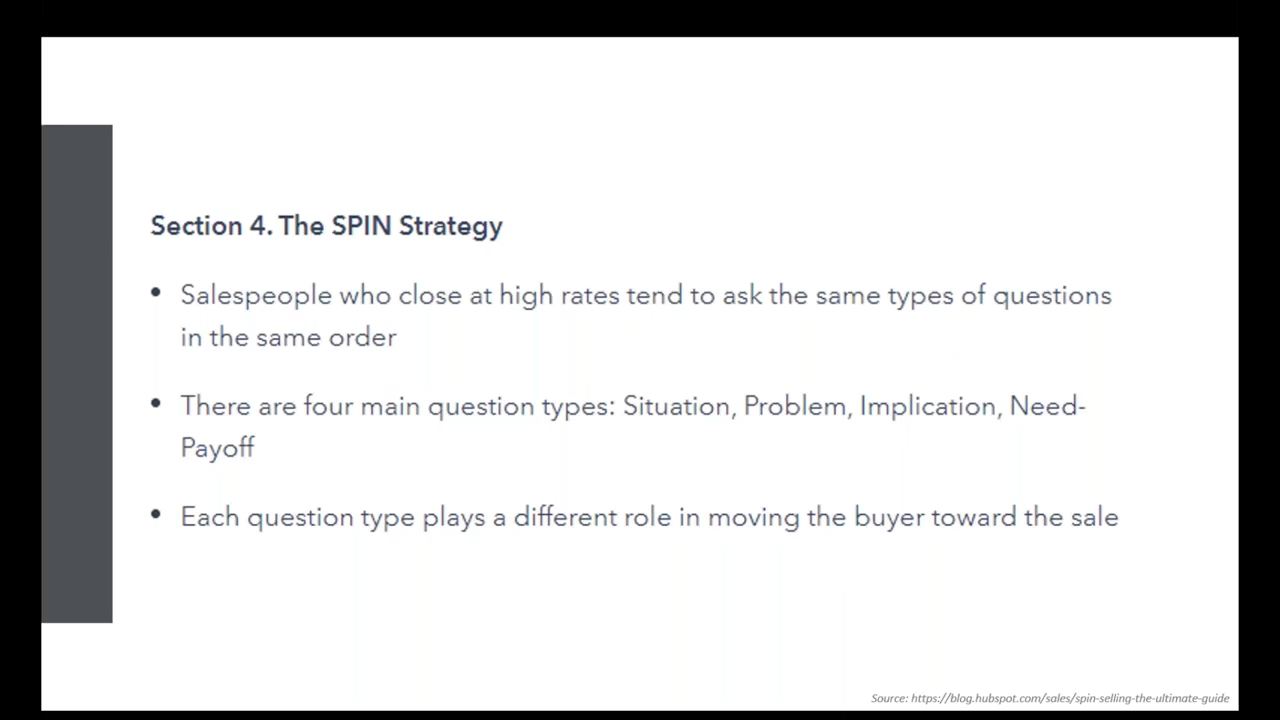 Section 4. The SPIN Strategy
• Salespeople who close at high rates tend to ask the same types of questions
in the same order
• There are four main question types: Situation, Problem, Implication, Need-
Payoff
• Each question type plays a different role in moving the buyer toward the sale
Source: https://blog.hubspot.com/sales/spin-selling-the-ultimate-guide